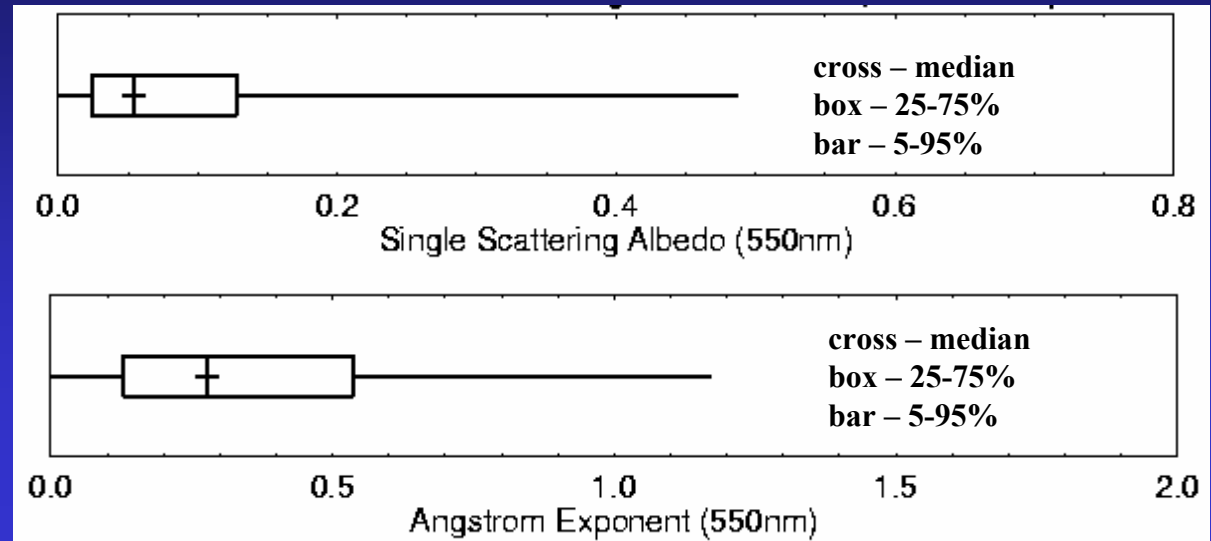 cross – median
box – 25-75%
bar – 5-95%
0.0 0.2 0.4 0.6 0.8
Single Scattering Albedo (550nm)
cross – median
box – 25-75%
bar – 5-95%
0.0 0.5 1.0 1.5 2.0
Angstrom Exponent (550nm)